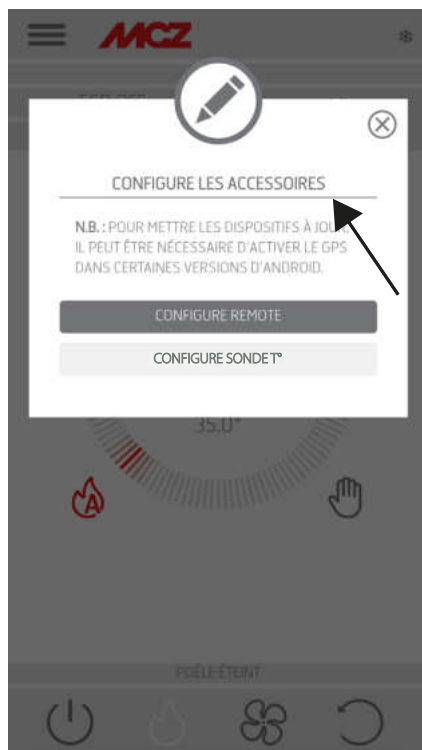 MCZ
CONFIGURE LES ACCESSOIRES
N.B. : POUR METTRE LES DISPOSITIFS À JOUR,
IL PEUT ÊTRE NÉCESSAIRE D'ACTIVER LE GPS
DANS CERTAINES VERSIONS D'ANDROID.
CONFIGURE REMOTE
CONFIGURE SONDE T°
35.0°
A
POÊLE ÉTEINT